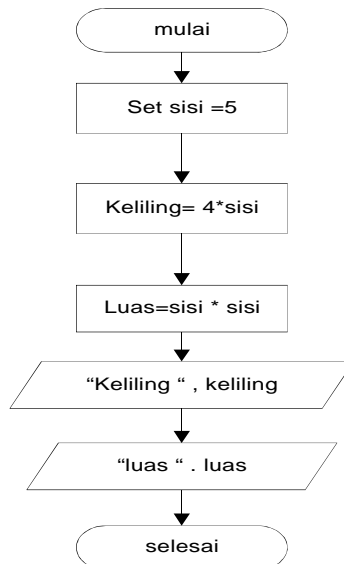 mulai
Set sisi =5
Keliling= 4*sisi
Luas=sisi * sisi
“Keliling “ , keliling
“luas “ . luas
selesai